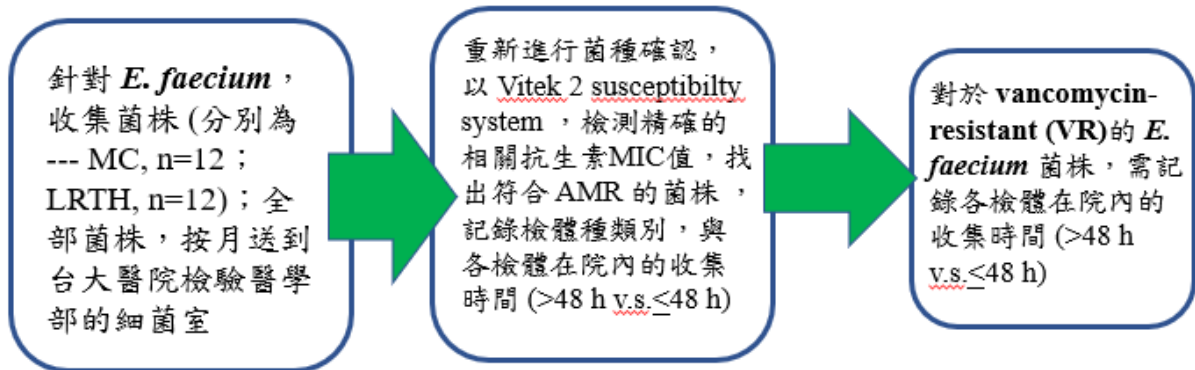 針對 E. faecium，
收集菌株 (分別為
--- MC, n=12；
LRTH, n=12)；全
部菌株，按月送到
台大醫院檢驗醫學
部的細菌室
重新進行菌種確認，
以 Vitek 2 susceptibilty
system ，檢測精確的
相關抗生素MIC值，找
出符合 AMR 的菌株 ，
記錄檢體種類別，與
各檢體在院內的收集
時間 (>48 h v.s.≤48 h)
對於 vancomycin-
resistant (VR)的 E.
faecium 菌株，需記
錄各檢體在院內的
收集時間 (>48 h
v.s.≤48 h)